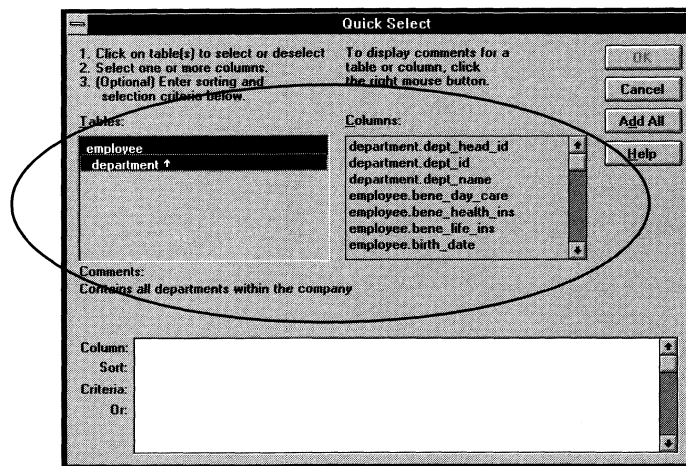 Quick Select
1. Click on table(s) to select or deselect
2. Select one or more columns.
3. (Optional) Enter sorting and
selection criteria below.
To display comments for a
table or column, click
the right mouse button.
OK
Cancel
Add All
Help
Tables:
employee
department ↑
Columns:
department.dept_head_id
department.dept_id
department.dept_name
employee.bene_day_care
employee.bene_health_ins
employee.bene_life_ins
employee.birth_date
Comments:
Contains all departments within the company
Column:
Sort:
Criteria:
Or: